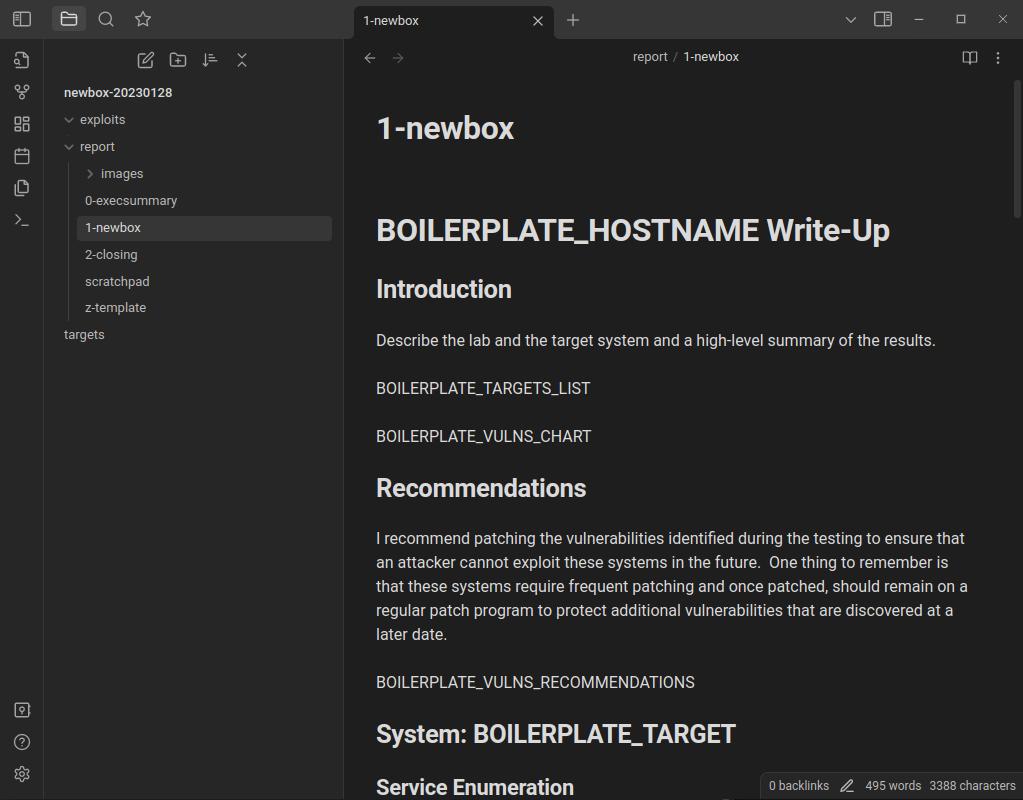 1-newbox
report / 1-newbox
newbox-20230128
exploits
report
images
0-execsummary
1-newbox
2-closing
scratchpad
z-template
targets
1-newbox
BOILERPLATE_HOSTNAME Write-Up
Introduction
Describe the lab and the target system and a high-level summary of the results.
BOILERPLATE_TARGETS_LIST
BOILERPLATE_VULNS_CHART
Recommendations
I recommend patching the vulnerabilities identified during the testing to ensure that
an attacker cannot exploit these systems in the future.  One thing to remember is
that these systems require frequent patching and once patched, should remain on a
regular patch program to protect additional vulnerabilities that are discovered at a
later date.
BOILERPLATE_VULNS_RECOMMENDATIONS
System: BOILERPLATE_TARGET
Service Enumeration
0 backlinks 495 words 3388 characters